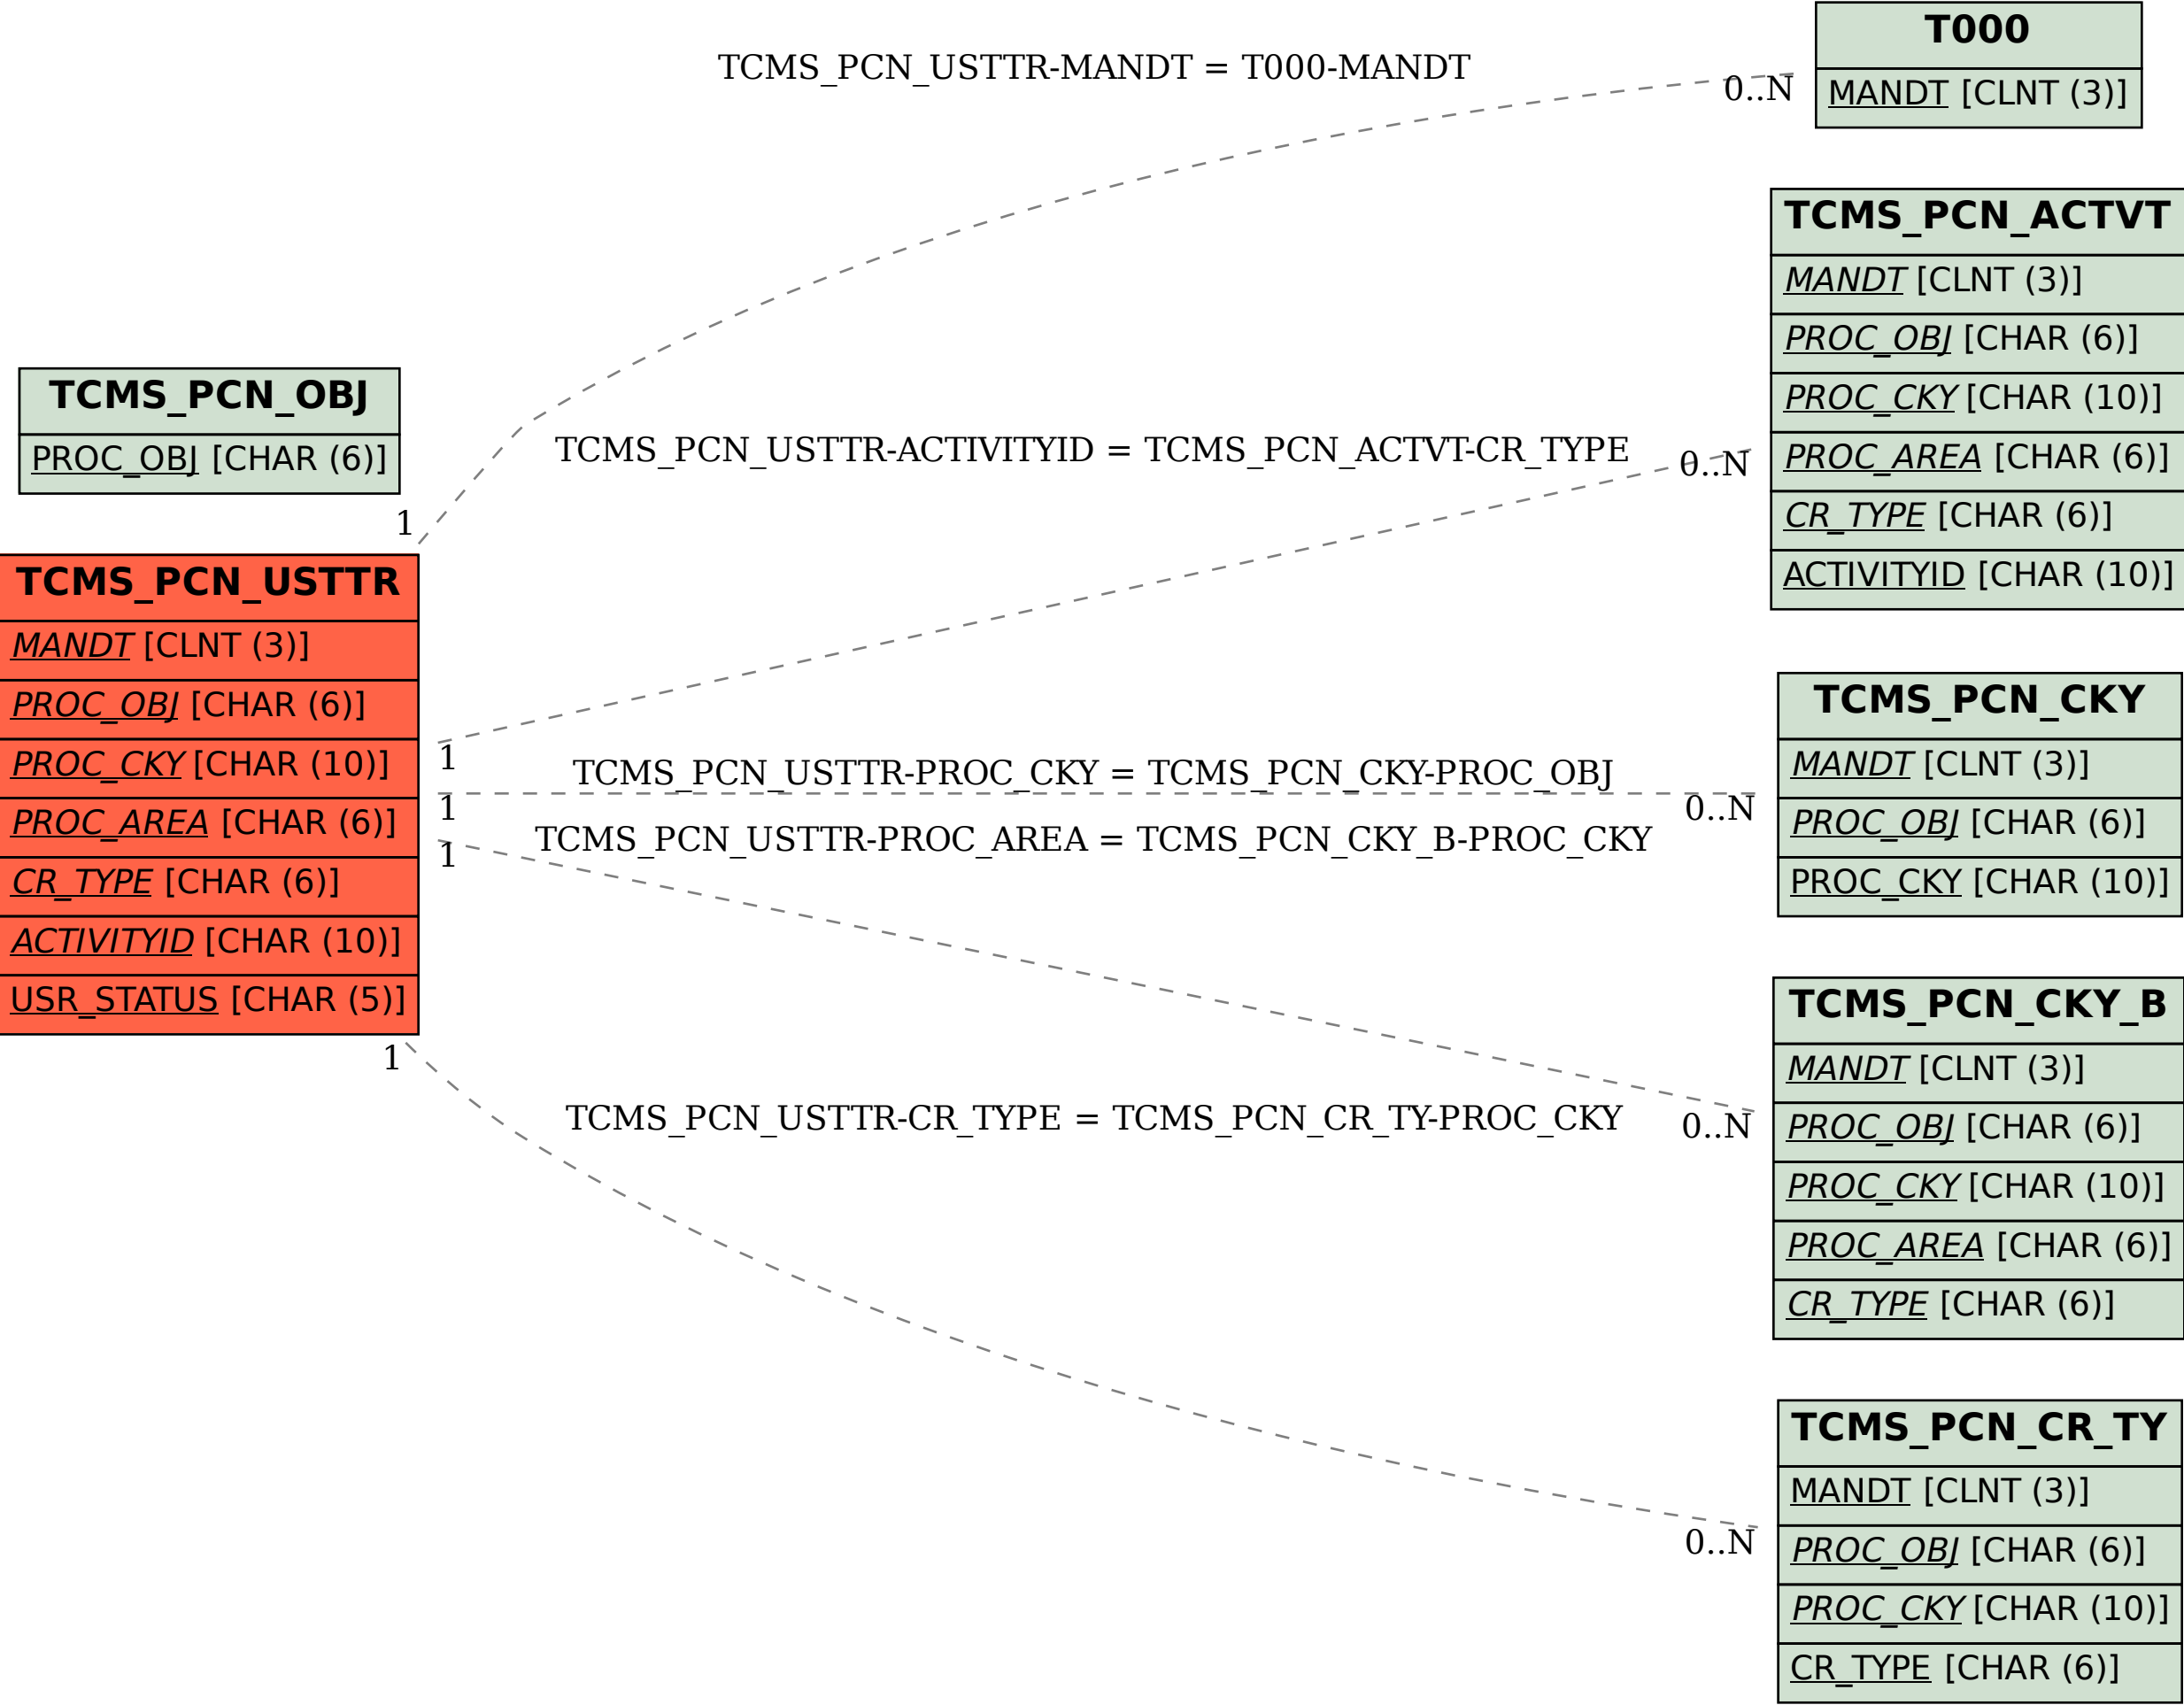 T000
MANDT [CLNT (3)]
TCMS_PCN_USTTR-MANDT = T000-MANDT
0..N
TCMS_PCN_ACTVT
MANDT [CLNT (3)]
PROC_OBJ [CHAR (6)]
PROC_CKY [CHAR (10)]
PROC_AREA [CHAR (6)]
CR_TYPE [CHAR (6)]
ACTIVITYID [CHAR (10)]
TCMS_PCN_OBJ
PROC_OBJ [CHAR (6)]
TCMS_PCN_USTTR-ACTIVITYID = TCMS_PCN_ACTVT-CR_TYPE
0..N
1
TCMS_PCN_USTTR
MANDT [CLNT (3)]
PROC_OBJ [CHAR (6)]
PROC_CKY [CHAR (10)]
PROC_AREA [CHAR (6)]
CR_TYPE [CHAR (6)]
ACTIVITYID [CHAR (10)]
USR_STATUS [CHAR (5)]
1
TCMS_PCN_USTTR-PROC_CKY = TCMS_PCN_CKY-PROC_OBJ
1
0..N
TCMS_PCN_USTTR-PROC_AREA = TCMS_PCN_CKY_B-PROC_CKY
1
TCMS_PCN_CKY
MANDT [CLNT (3)]
PROC_OBJ [CHAR (6)]
PROC_CKY [CHAR (10)]
TCMS_PCN_CKY_B
MANDT [CLNT (3)]
PROC_OBJ [CHAR (6)]
PROC_CKY [CHAR (10)]
PROC_AREA [CHAR (6)]
CR_TYPE [CHAR (6)]
0..N
1
TCMS_PCN_USTTR-CR_TYPE = TCMS_PCN_CR_TY-PROC_CKY
0..N
TCMS_PCN_CR_TY
MANDT [CLNT (3)]
PROC_OBJ [CHAR (6)]
PROC_CKY [CHAR (10)]
CR_TYPE [CHAR (6)]